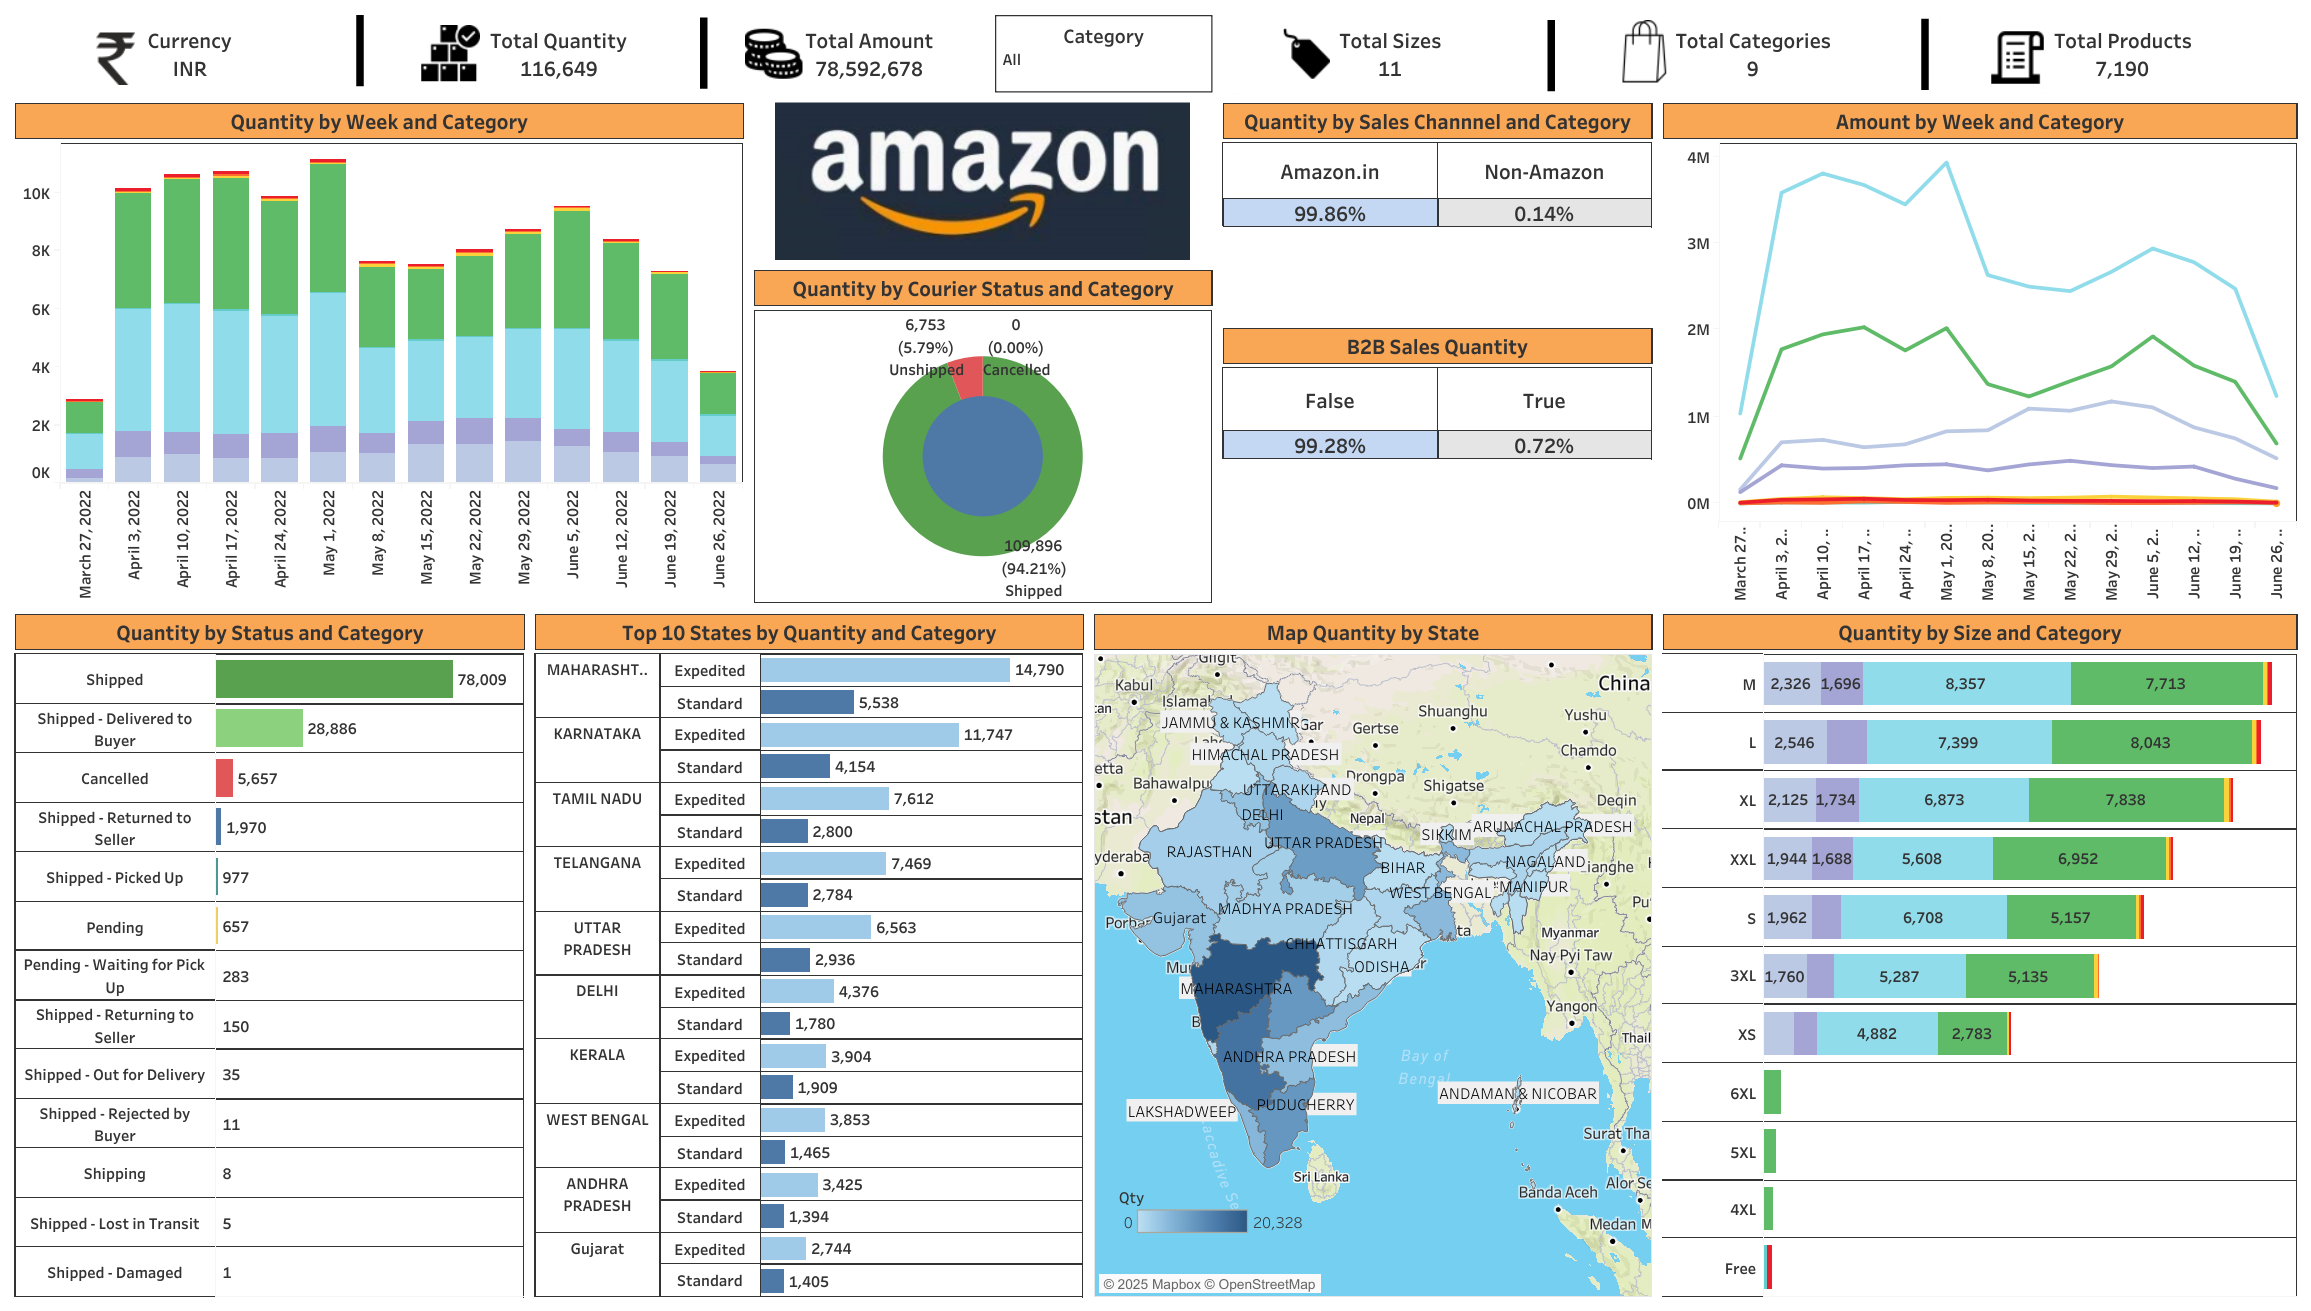 Currency
INR
Total Quantity
116,649
Total Amount
78,592,678
Category
All
Total Sizes
11
Total Categories
9
Total Products
7,190
Quantity by Week and Category
10K
8K
6K
4K
2K
0K
March 27, 2022
April 3, 2022
April 10, 2022
April 17, 2022
April 24, 2022
May 1, 2022
May 8, 2022
May 15, 2022
May 22, 2022
May 29, 2022
June 5, 2022
June 12, 2022
June 19, 2022
June 26, 2022
amazon
Quantity by Courier Status and Category
6,753
(5.79%)
Unshipped
0
(0.00%)
Cancelled
109,896
(94.21%)
Shipped
Quantity by Sales Channnel and Category
Amazon.in
Non-Amazon
99.86%
0.14%
B2B Sales Quantity
False
True
99.28%
0.72%
Amount by Week and Category
4M
3M
2M
1M
0M
March 27..
April 3, 2..
April 10, ..
April 17, ..
April 24, ..
May 1, 20..
May 8, 20..
May 15, 2..
May 22, 2..
May 29, 2..
June 5, 2..
June 12, ..
June 19, ..
June 26, ..
Quantity by Status and Category
Shipped
78,009
Shipped - Delivered to
Buyer
28,886
Cancelled
5,657
Shipped - Returned to
Seller
1,970
Shipped - Picked Up
977
Pending
657
Pending - Waiting for Pick
Up
283
Shipped - Returning to
Seller
150
Shipped - Out for Delivery
35
Shipped - Rejected by
Buyer
11
Shipping
8
Shipped - Lost in Transit
5
Shipped - Damaged
1
Top 10 States by Quantity and Category
MAHARASHT..
Expedited
14,790
Standard
5,538
KARNATAKA
Expedited
11,747
Standard
4,154
TAMIL NADU
Expedited
7,612
Standard
2,800
TELANGANA
Expedited
7,469
Standard
2,784
UTTAR
PRADESH
Expedited
6,563
Standard
2,936
DELHI
Expedited
4,376
Standard
1,780
KERALA
Expedited
3,904
Standard
1,909
WEST BENGAL
Expedited
3,853
Standard
1,465
ANDHRA
PRADESH
Expedited
3,425
Standard
1,394
Gujarat
Expedited
2,744
Standard
1,405
Map Quantity by State
Gilgit
Kabul
Islamal
China
JAMMU & KASHMIR
Gar
Gertse
Shuanghu
Yushu
HIMACHAL PRADESH
Chamdo
etta
Bahawalpu
Drongpa
Shigatse
UTTARAKHAND
Deqin
stan
DELHI
Nepal
UTTAR PRADESH
SIKKIM
ARUNACHAL PRADESH
yderaba
RAJASTHAN
BIHAR
NAGALAND
ianghe
WEST BENGAL
MANIPUR
MADHYA PRADESH
Porba
Gujarat
ta
Myanmar
Pu
CHHATTISGARH
Nay Pyi Taw
Mur
ODISHA
MAHARASHTRA
Yangon
B
Thail
ANDHRA PRADESH
Bay of
Bengal
ANDAMAN & NICOBAR
LAKSHADWEEP
PUDUCHERRY
Surat Tha
Sri Lanka
Banda Aceh
Alor Se
Medan
Qty
0
20,328
© 2025 Mapbox © OpenStreetMap
Quantity by Size and Category
M
2,326
1,696
8,357
7,713
L
2,546
7,399
8,043
XL
2,125
1,734
6,873
7,838
XXL
1,944
1,688
5,608
6,952
S
1,962
6,708
5,157
3XL
1,760
5,287
5,135
XS
4,882
2,783
6XL
5XL
4XL
Free